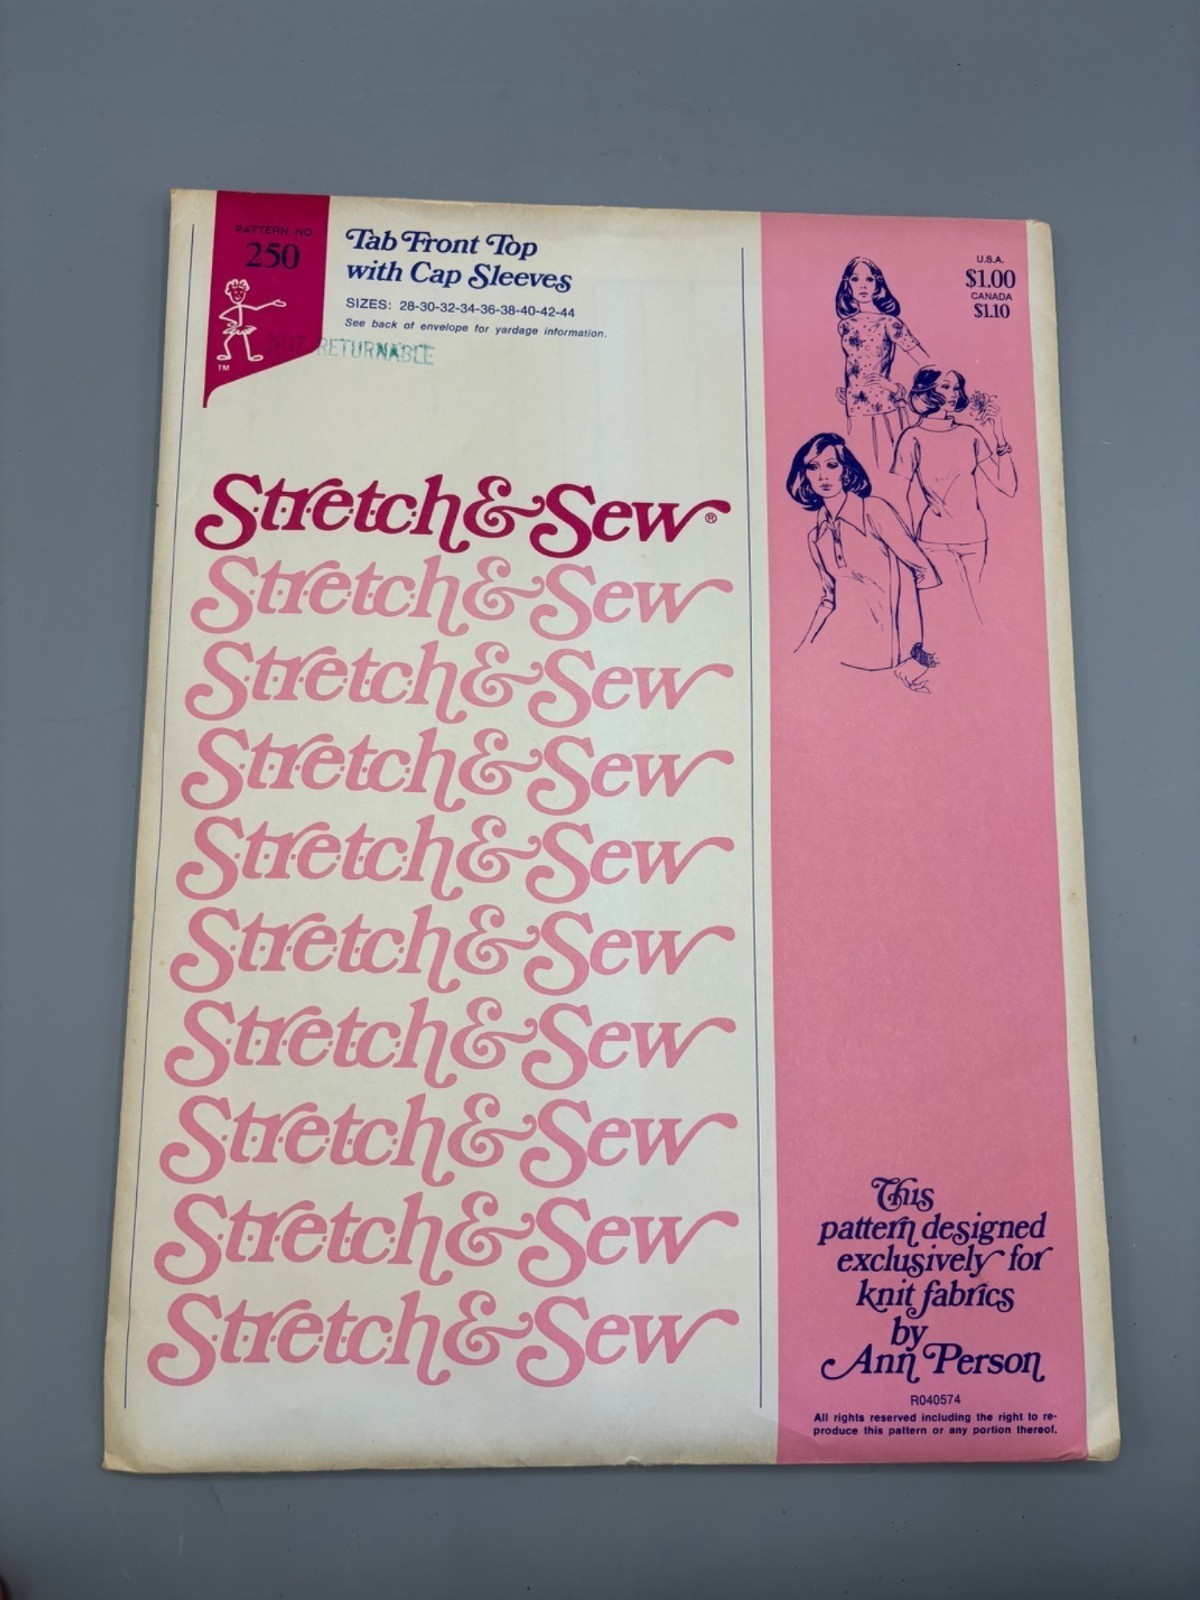 PATTERN NO
250
TM
Tab Front Top
with Cap Sleeves
SIZES: 28-30-32-34-36-38-40-42-44
See back of envelope for yardage information.
NOT RETURNABLE
U.S.A.
$1.00
CANADA
$1.10
Stretch & Sew®
Stretch & Sew
Stretch & Sew
Stretch & Sew
Stretch & Sew
Stretch & Sew
Stretch & Sew
Stretch & Sew
Stretch & Sew
Stretch & Sew
This
pattern designed
exclusively for
knit fabrics
by
Ann Person
R040574
All rights reserved including the right to re-
produce this pattern or any portion thereof.